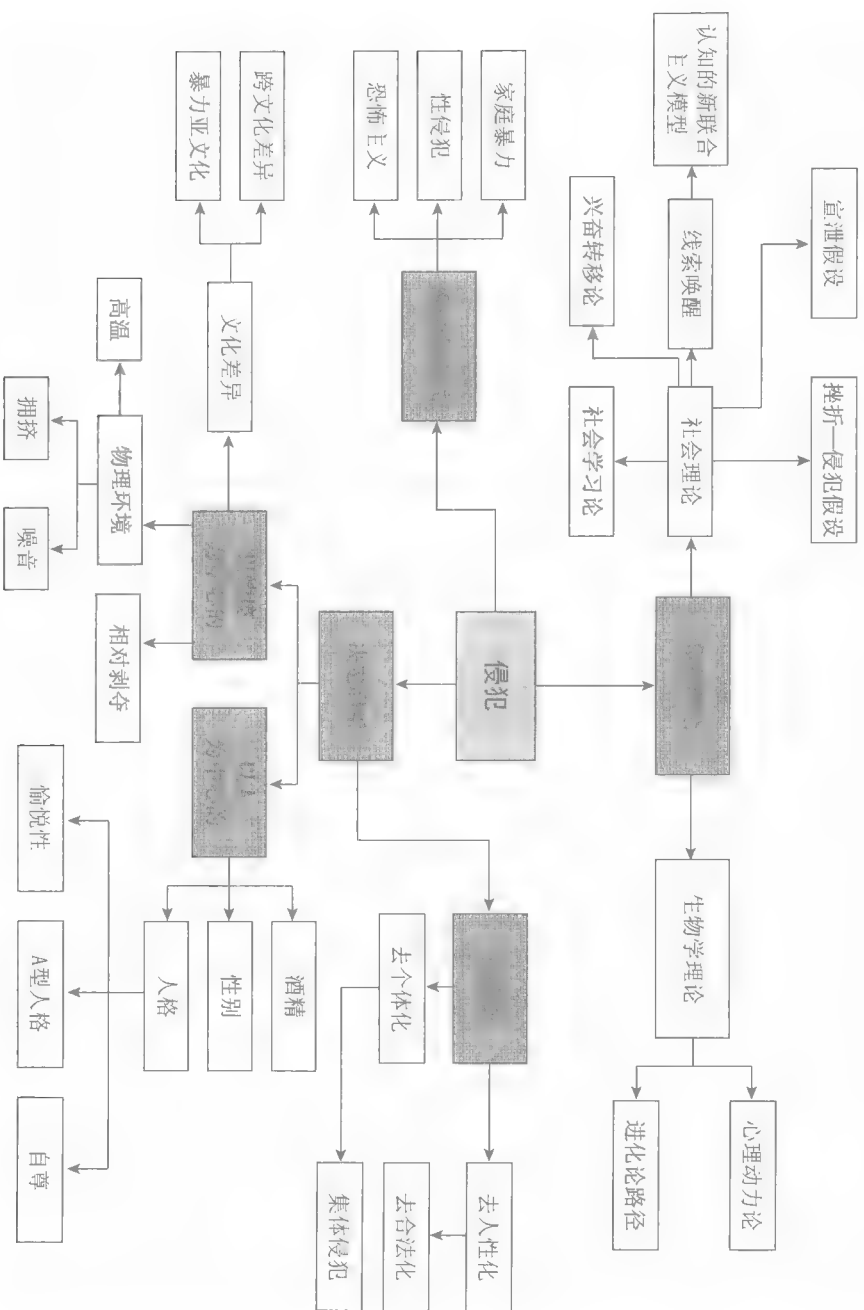 宣泄假设
挫折—侵犯假设
心理动力论
认知的新联合
主义模型
线索唤醒
社会理论
生物学理论
进化论路径
兴奋转移论
社会学习论
家庭暴力
侵犯
去人性化
性侵犯
去合法化
恐怖主义
去个体化
集体侵犯
酒精
跨文化差异
文化差异
性别
暴力亚文化
人格
高温
物理环境
相对剥夺
拥挤
噪音
愉悦性
A型人格
自尊